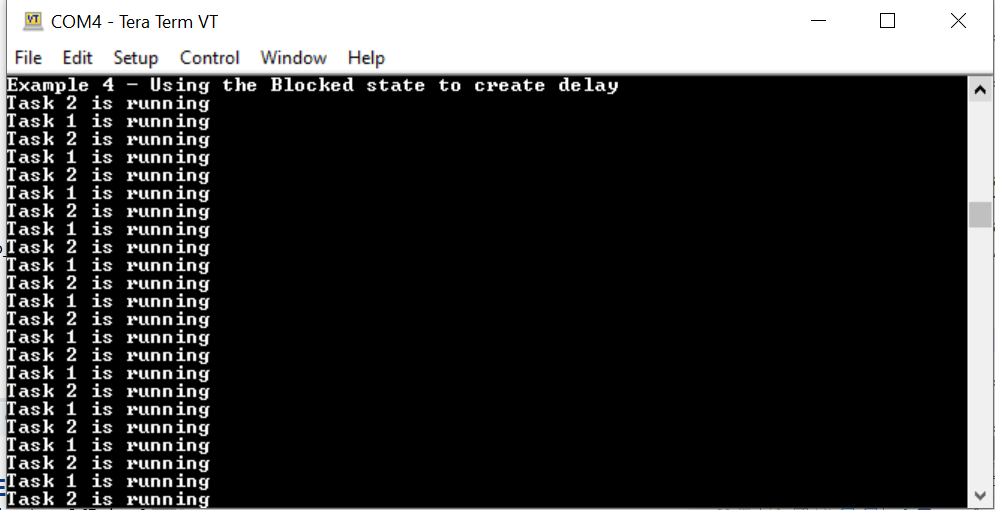 COM4 - Tera Term VT
File Edit Setup Control Window Help
Example 4 - Using the Blocked state to create delay
Task 2 is running
Task 1 is running
Task 2 is running
Task 1 is running
Task 2 is running
Task 1 is running
Task 2 is running
Task 1 is running
Task 2 is running
Task 1 is running
Task 2 is running
Task 1 is running
Task 2 is running
Task 1 is running
Task 2 is running
Task 1 is running
Task 2 is running
Task 1 is running
Task 2 is running
Task 1 is running
Task 2 is running
Task 1 is running
Task 2 is running